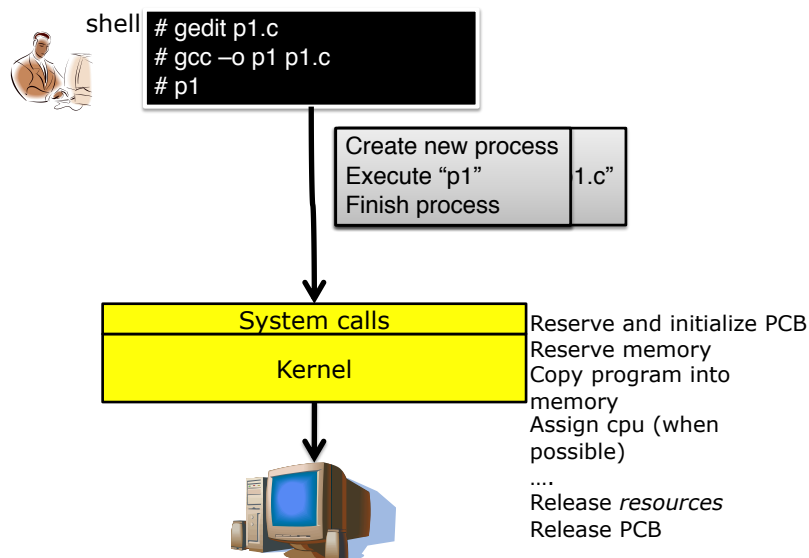 shell
# gedit p1.c
# gcc –o p1 p1.c
# p1
Create new process
Execute “p1”
Finish process
p1.c”
System calls
Kernel
Reserve and initialize PCB
Reserve memory
Copy program into
memory
Assign cpu (when
possible)
….
Release resources
Release PCB